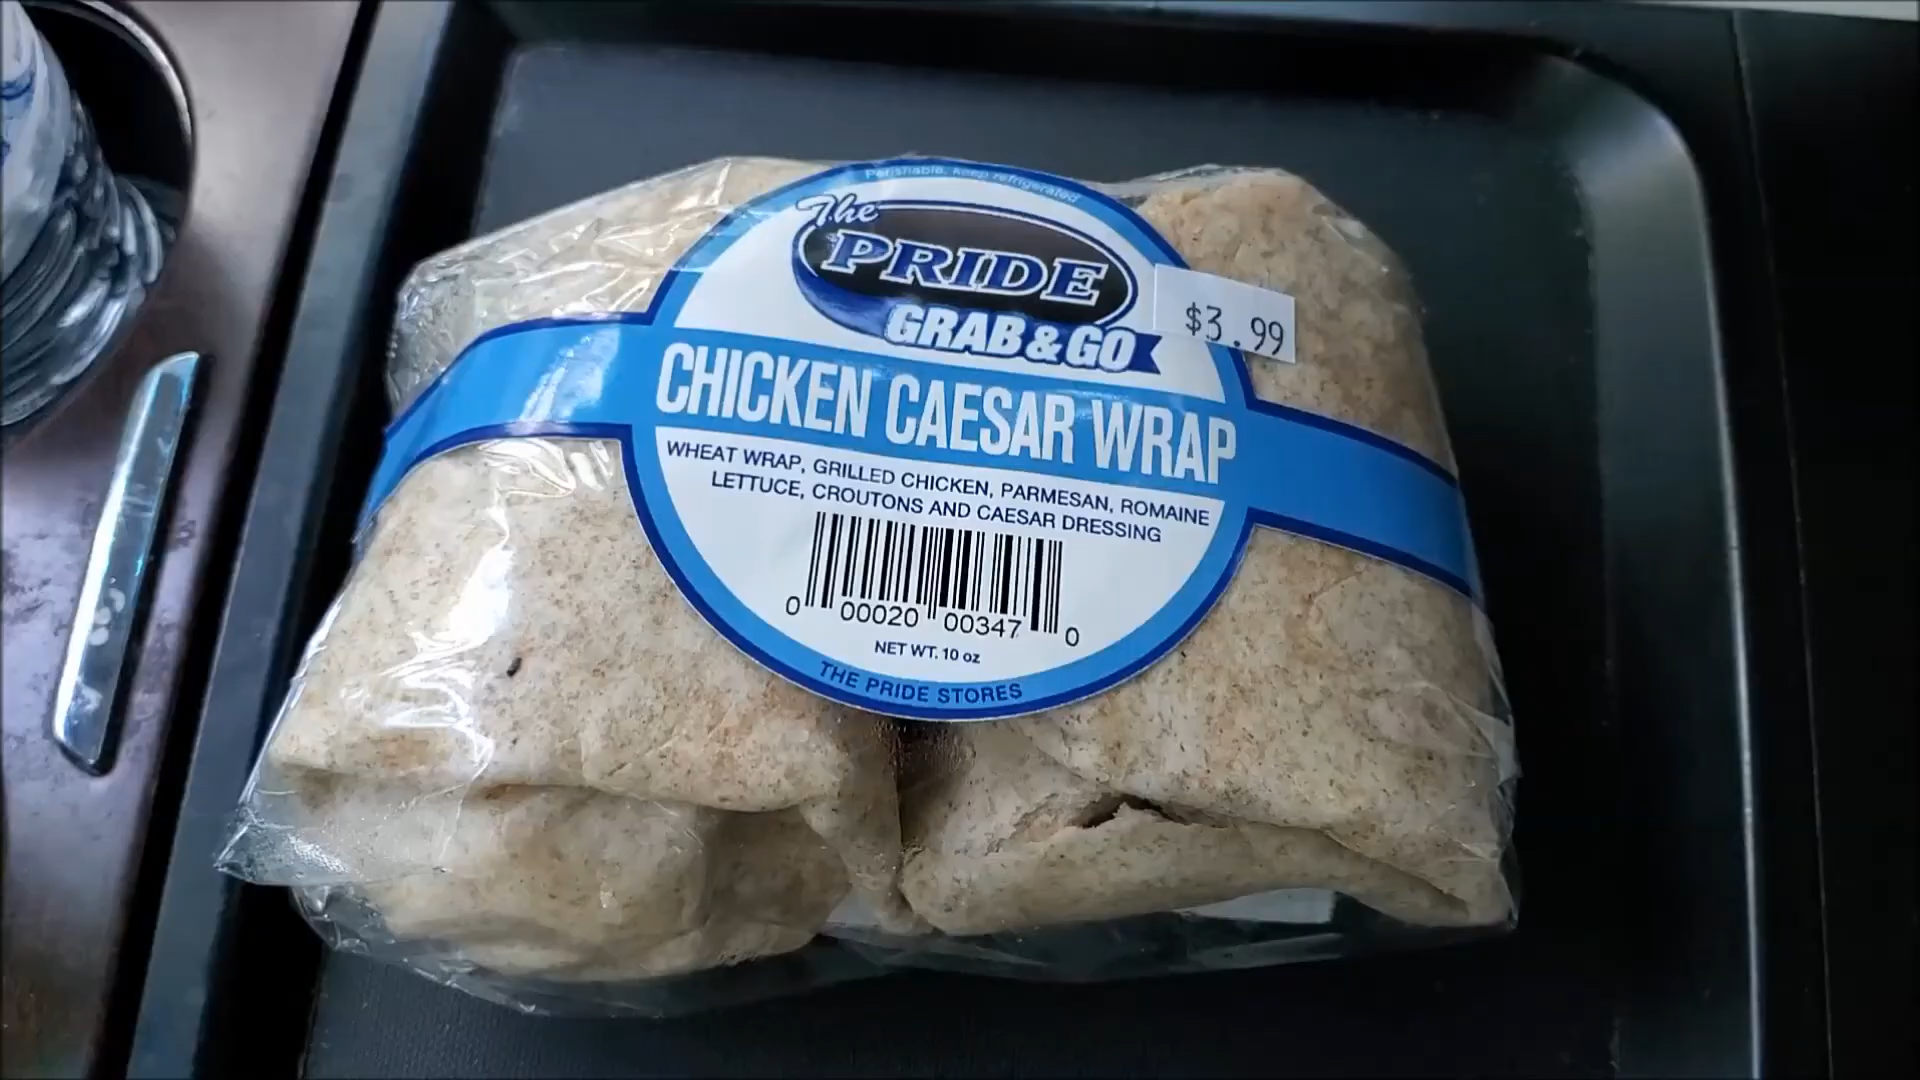 Perishable, keep refrigerated
The
PRIDE
GRAB & GO
$3.99
CHICKEN CAESAR WRAP
WHEAT WRAP, GRILLED CHICKEN, PARMESAN, ROMAINE
LETTUCE, CROUTONS AND CAESAR DRESSING
0 00020 00347 0
NET WT. 10 oz
THE PRIDE STORES